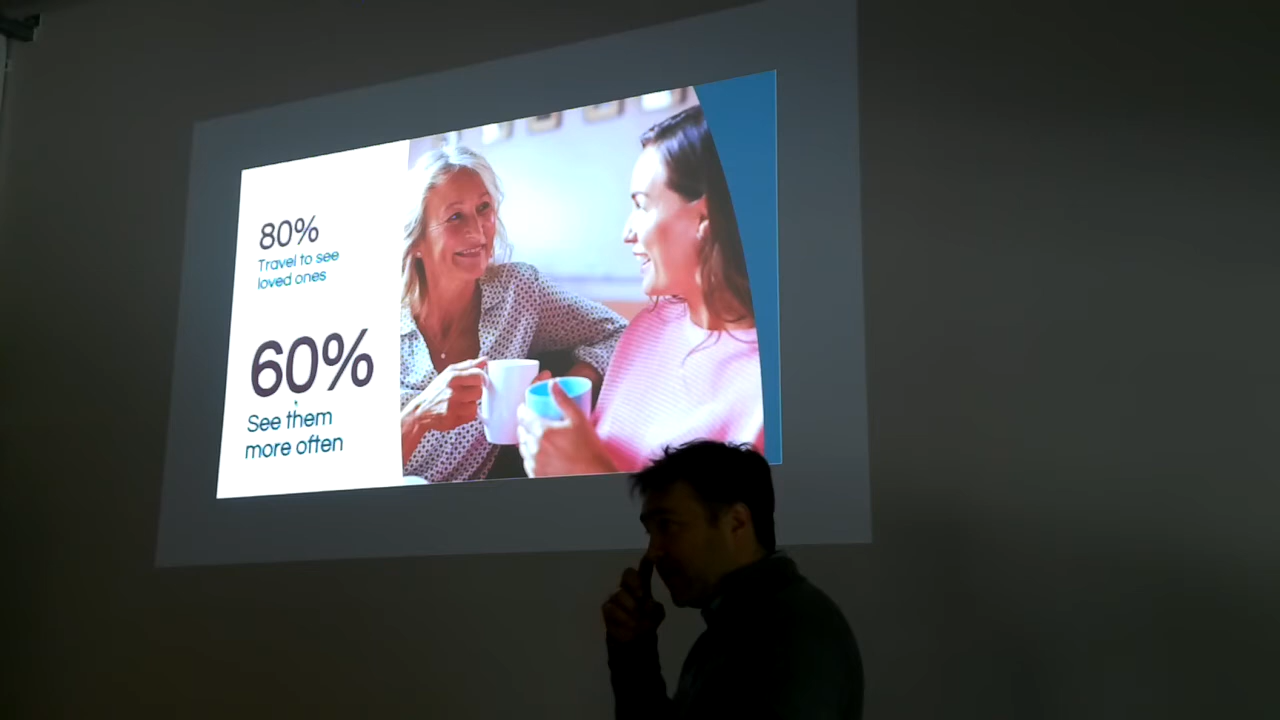 80%
Travel to see
loved ones
60%
See them
more often